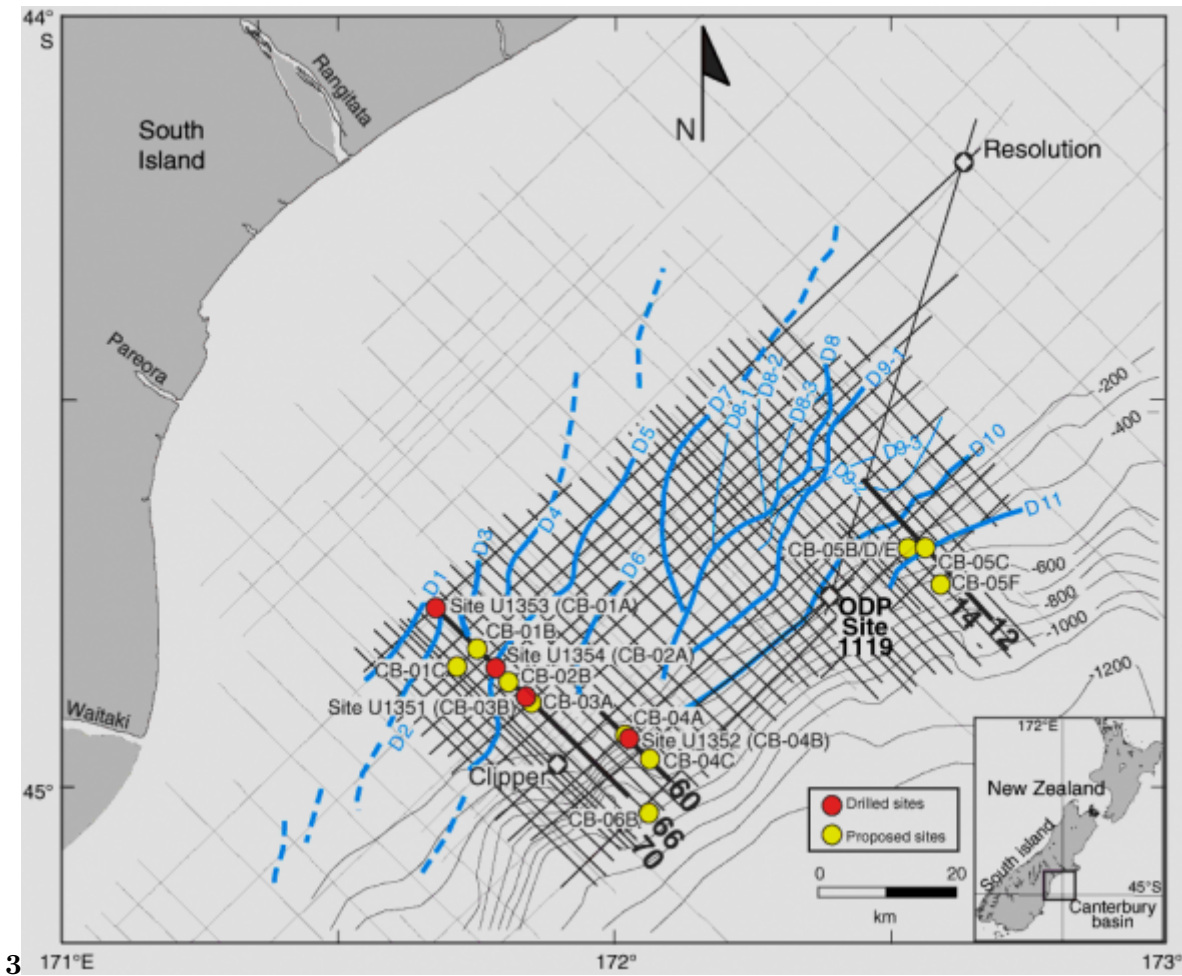 44°
S
South
Island
Rangitata
N
Resolution
Pareora
Waitaki
-200
-400
-600
-800
-1000
-1200
D1
D2
D3
D4
D5
D6
D7
D8-1
D8-2
D8-3
D8
D9-1
D9-2
D9-3
D10
D11
CB-05B/D/E
CB-05C
CB-05F
14
12
ODP
Site
1119
Site U1353 (CB-01A)
CB-01B
CB-01C
Site U1354 (CB-02A)
CB-02B
Site U1351 (CB-03B)
CB-03A
CB-04A
Site U1352 (CB-04B)
CB-04C
Clipper
CB-06B
60
66
70
45°
Drilled sites
Proposed sites
0 20
km
172°E
New Zealand
South island
45°S
Canterbury
basin
3
171°E 172° 173°